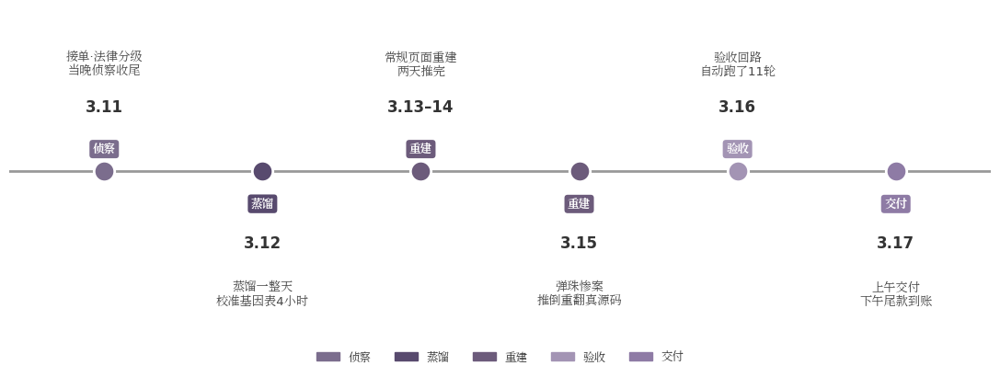 接单·法律分级
当晚侦察收尾
3.11
侦察
蒸馏
3.12
蒸馏一整天
校准基因表4小时
常规页面重建
两天推完
3.13–14
重建
重建
3.15
弹珠惨案
推倒重翻真源码
验收回路
自动跑了11轮
3.16
验收
交付
3.17
上午交付
下午尾款到账
侦察
蒸馏
重建
验收
交付